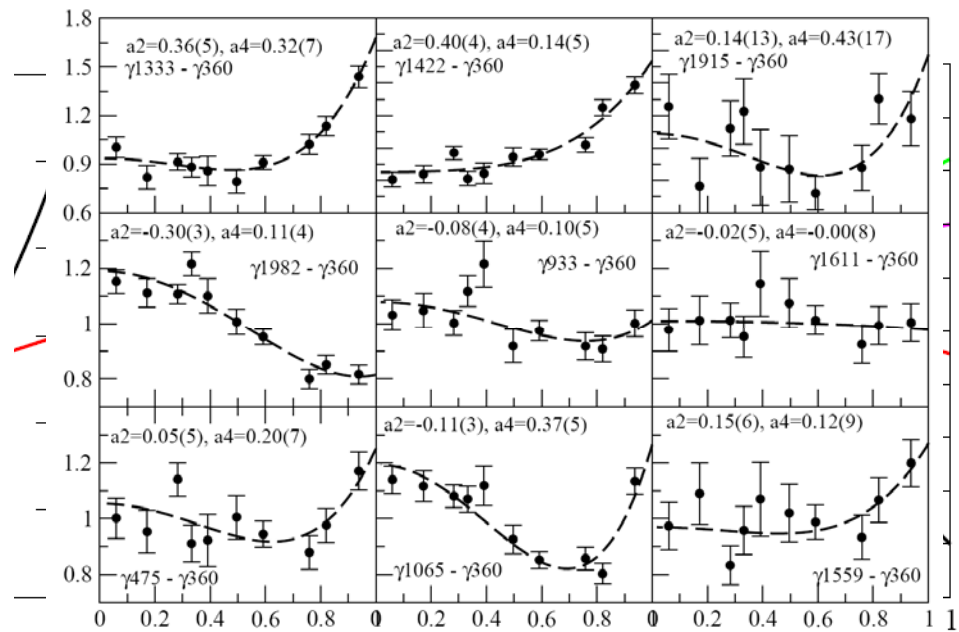 1.8
1.5
1.2
0.9
0.6
a2=0.36(5), a4=0.32(7)
γ1333 - γ360
a2=0.40(4), a4=0.14(5)
γ1422 - γ360
a2=0.14(13), a4=0.43(17)
γ1915 - γ360
1.2
1
0.8
a2=-0.30(3), a4=0.11(4)
γ1982 - γ360
a2=-0.08(4), a4=0.10(5)
γ933 - γ360
a2=-0.02(5), a4=-0.00(8)
γ1611 - γ360
1.2
1
0.8
a2=0.05(5), a4=0.20(7)
γ475 - γ360
a2=-0.11(3), a4=0.37(5)
γ1065 - γ360
a2=0.15(6), a4=0.12(9)
γ1559 - γ360
0 0.2 0.4 0.6 0.8 0 0.2 0.4 0.6 0.8 0 0.2 0.4 0.6 0.8 1 1